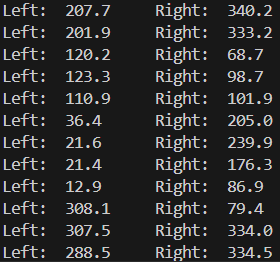 Left:  207.7     Right:  340.2
Left:  201.9     Right:  333.2
Left:  120.2     Right:  68.7
Left:  123.3     Right:  98.7
Left:  110.9     Right:  101.9
Left:  36.4      Right:  205.0
Left:  21.6      Right:  239.9
Left:  21.4      Right:  176.3
Left:  12.9      Right:  86.9
Left:  308.1     Right:  79.4
Left:  307.5     Right:  334.0
Left:  288.5     Right:  334.5